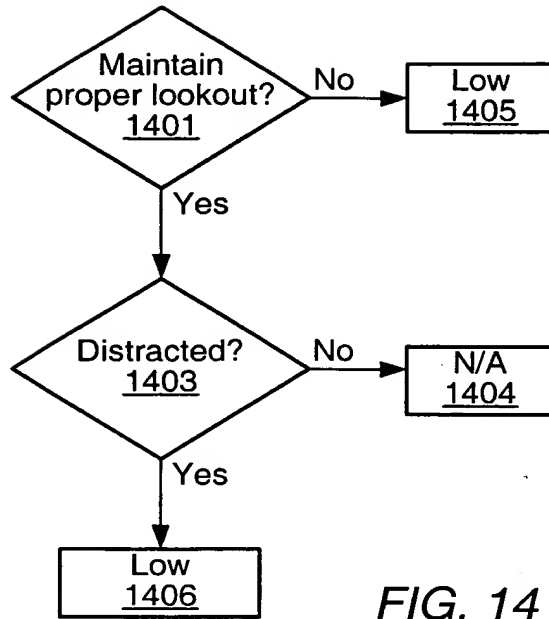 Maintain
proper lookout?
1401
No
Low
1405
Yes
Distracted?
1403
No
N/A
1404
Yes
Low
1406
FIG. 14